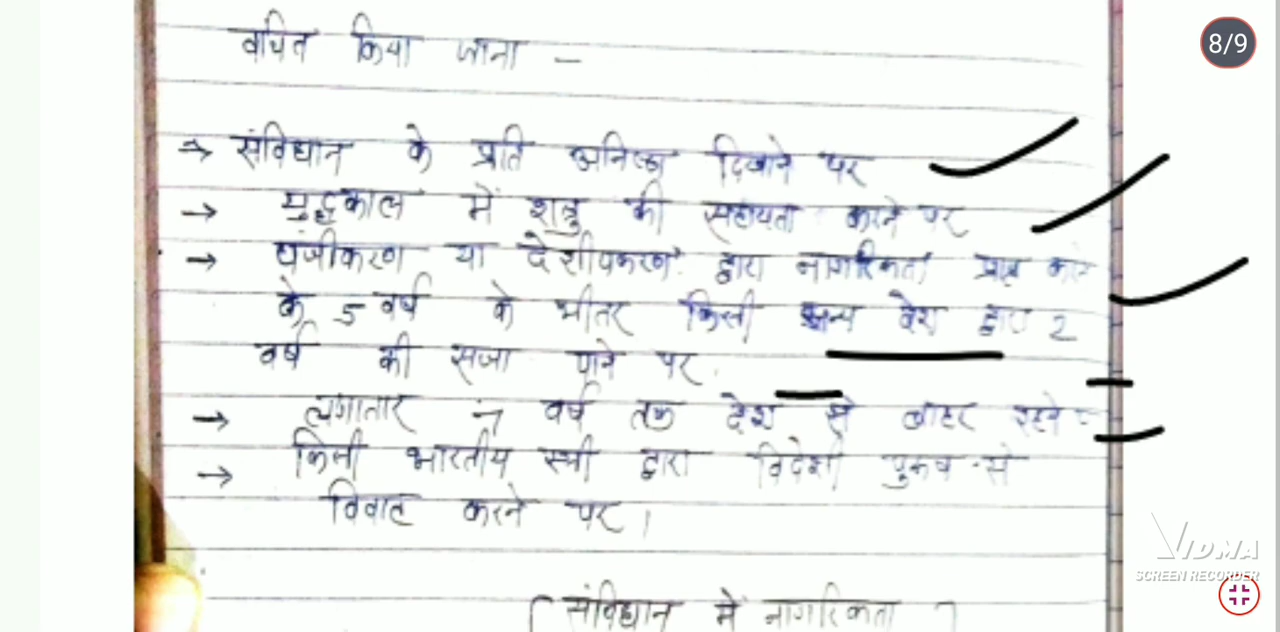 वंचित किया जाना –
8/9
→ संविधान के प्रति अनिष्ठा दिखाने पर
→ युद्धकाल में शत्रु की सहायता करने पर
→ पंजीकरण या देशीयकरण द्वारा नागरिकता प्राप्त करने
के 5 वर्ष के भीतर किसी अन्य देश द्वारा 2
वर्ष की सजा पाने पर.
→ लगातार 7 वर्ष तक देश से बाहर रहने
→ किसी भारतीय स्त्री द्वारा विदेशी पुरुष से
विवाह करने पर।
[ संविधान में नागरिकता ]
VIDMA
SCREEN RECORDER